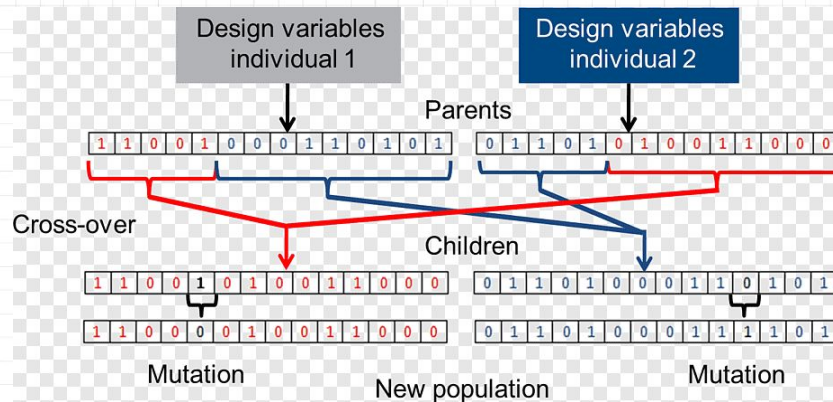 Design variables
individual 1
Design variables
individual 2
Parents
1 1 0 0 1 0 0 0 1 1 0 1 0 1
0 1 1 0 1 0 1 0 0 1 1 0 0 0
Cross-over
Children
1 1 0 0 1 0 1 0 0 1 1 0 0 0
0 1 1 0 1 0 0 0 1 1 0 1 0 1
1 1 0 0 0 0 1 0 0 1 1 0 0 0
0 1 1 0 1 0 0 0 1 1 1 1 0 1
Mutation
Mutation
New population